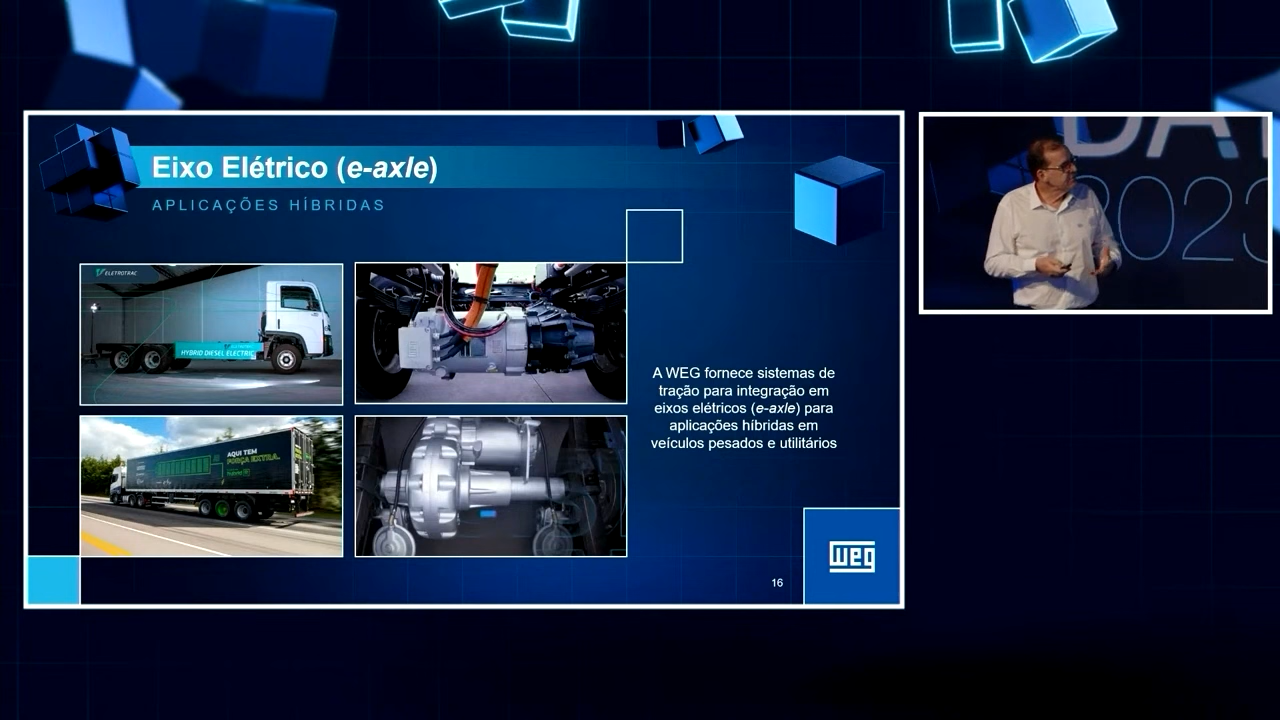 Eixo Elétrico (e-axle)
APLICAÇÕES HÍBRIDAS
ELETROTRAC
HYBRID DIESEL ELECTRIC
AQUI TEM
FORÇA EXTRA.
A WEG fornece sistemas de
tração para integração em
eixos elétricos (e-axle) para
aplicações híbridas em
veículos pesados e utilitários
16
weg
DAY
2023